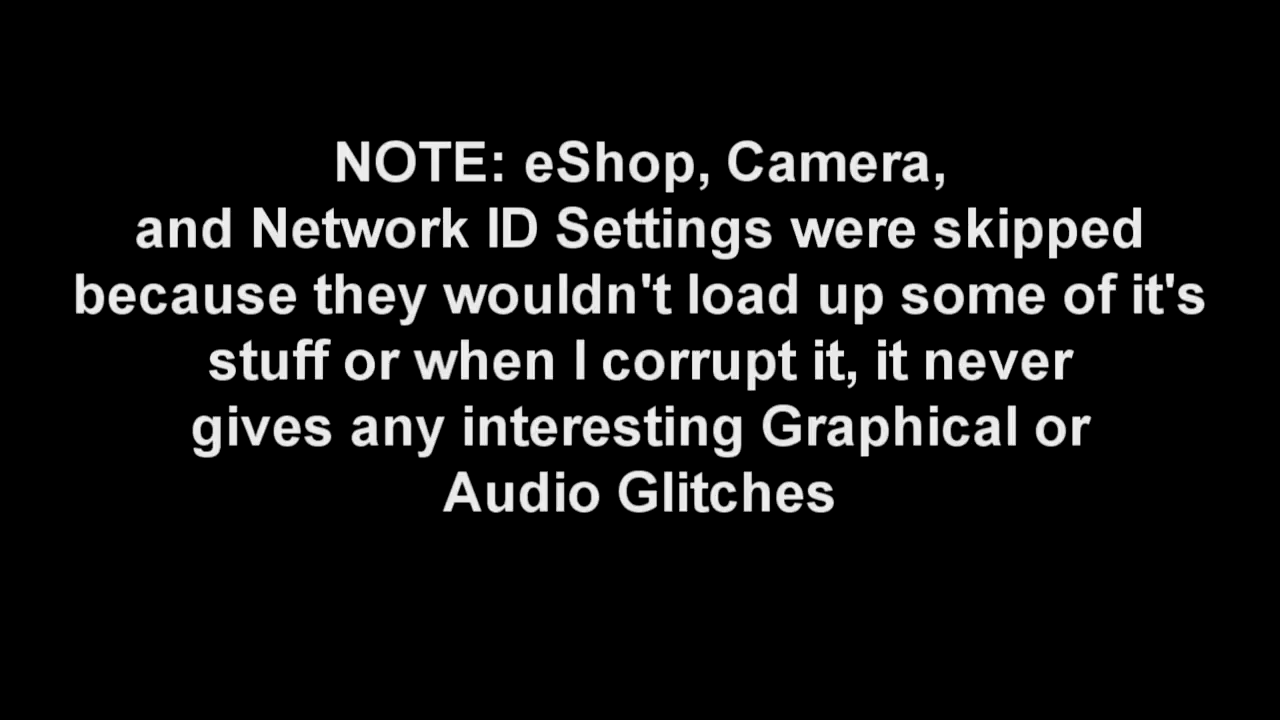 NOTE: eShop, Camera,
and Network ID Settings were skipped
because they wouldn't load up some of it's
stuff or when I corrupt it, it never
gives any interesting Graphical or
Audio Glitches